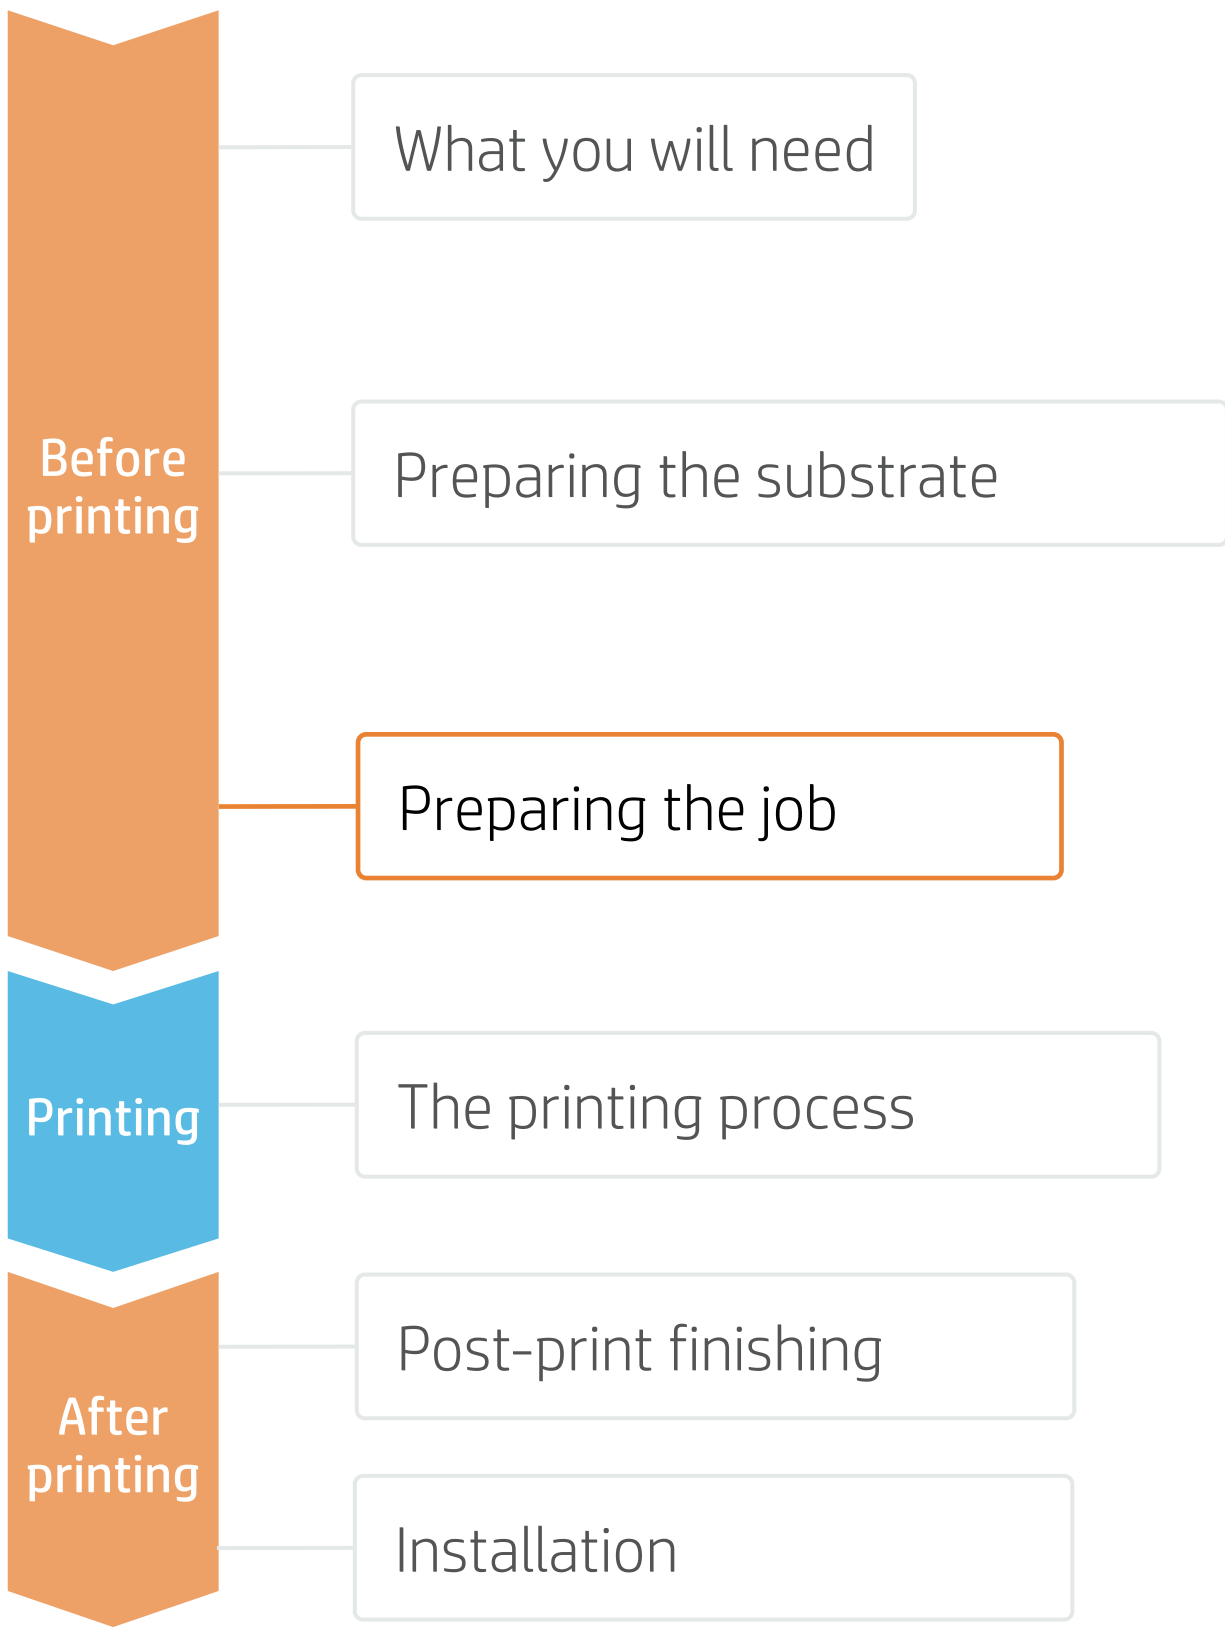 What you will need
Before
printing
Preparing the substrate
Preparing the job
Printing
The printing process
Post-print finishing
After
printing
Installation